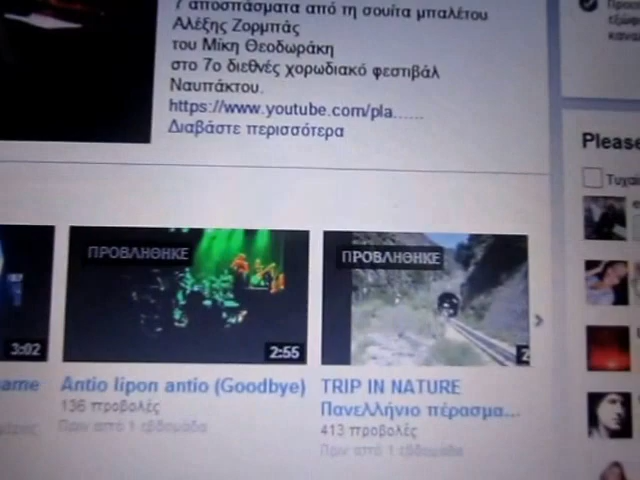 7 αποσπάσματα από τη σουίτα μπαλέτου
Αλέξης Ζορμπάς
του Μίκη Θεοδωράκη
στο 7ο διεθνές χορωδιακό φεστιβάλ
Ναυπάκτου.
https://www.youtube.com/pla......
Διαβάστε περισσότερα
Please
Τυχαί
ΠΡΟΒΛΗΘΗΚΕ
ΠΡΟΒΛΗΘΗΚΕ
3:02
2:55
2
ame
Antio lipon antio (Goodbye)
136 προβολές
Πριν από 1 εβδομάδα
TRIP IN NATURE
Πανελλήνιο πέρασμα...
413 προβολές
Πριν από 1 εβδομάδα